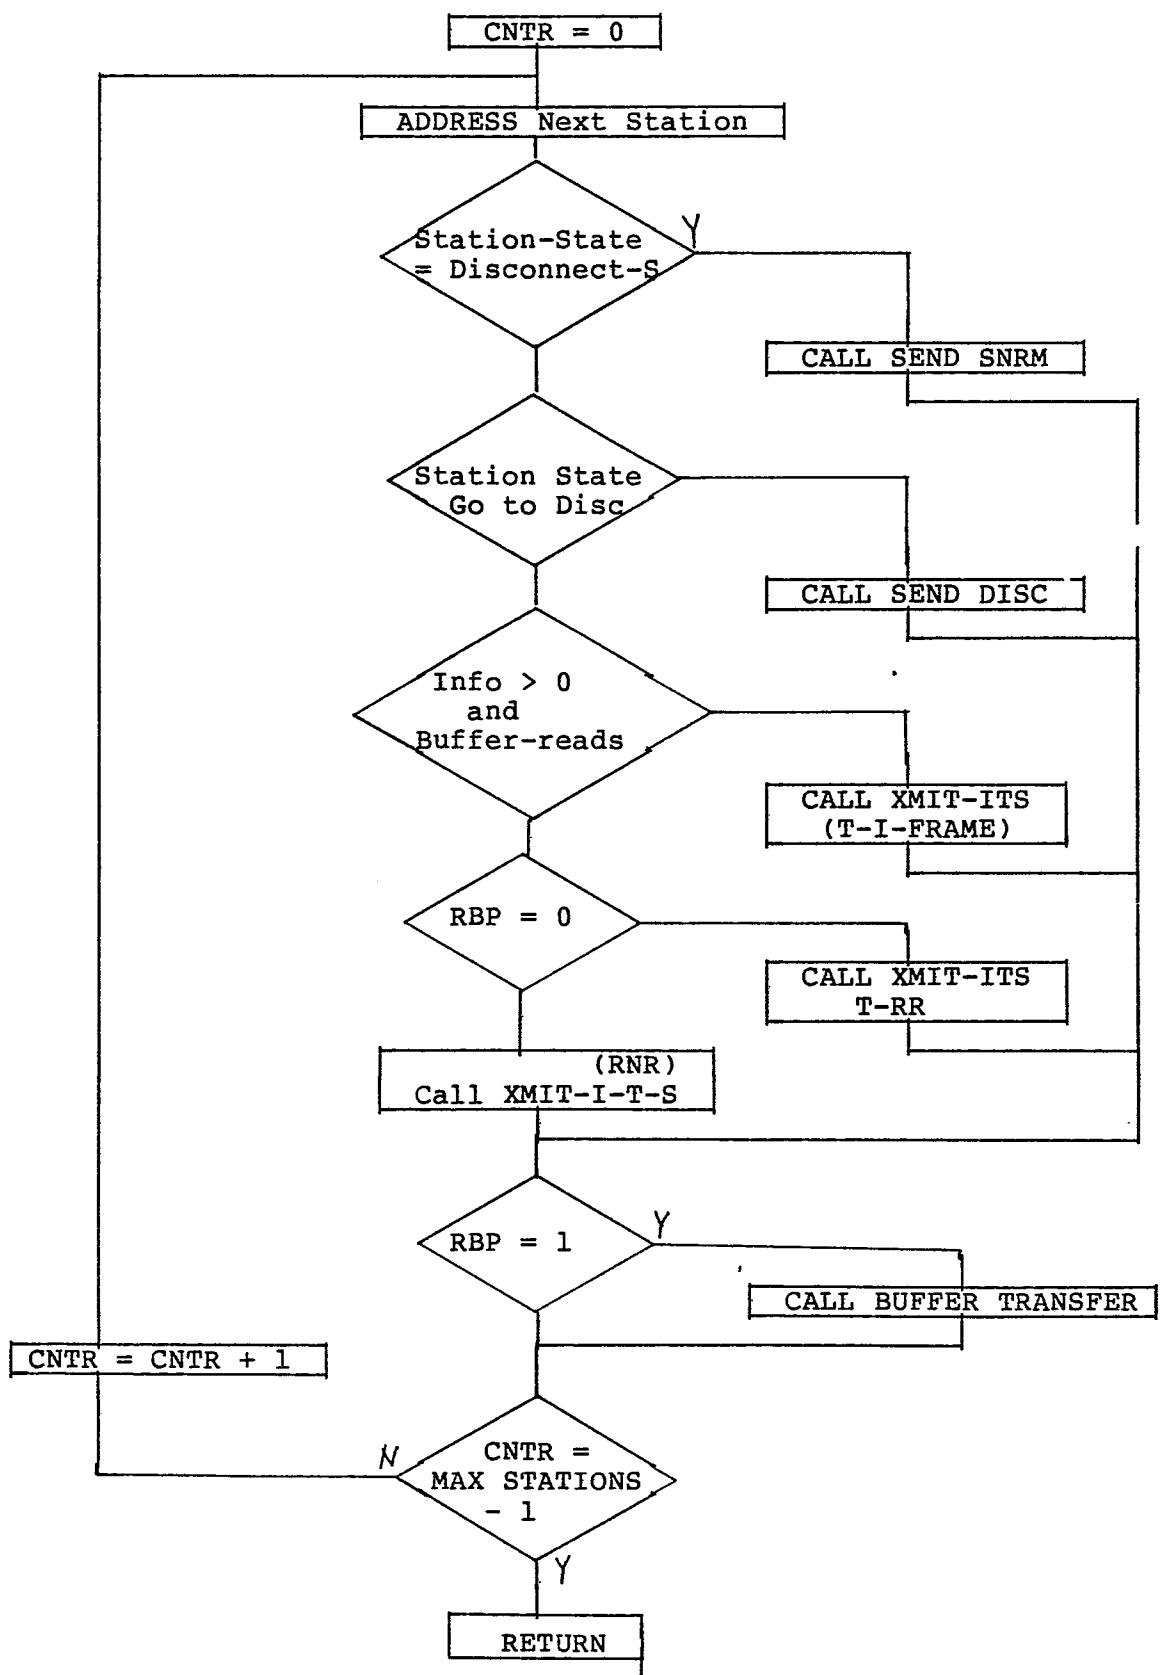 CNTR = 0
ADDRESS Next Station
Station-State
= Disconnect-S
Y
CALL SEND SNRM
Station State
Go to Disc
CALL SEND DISC
Info > 0
and
Buffer-reads
CALL XMIT-ITS
(T-I-FRAME)
RBP = 0
CALL XMIT-ITS
T-RR
(RNR)
Call XMIT-I-T-S
RBP = 1
Y
CALL BUFFER TRANSFER
CNTR = CNTR + 1
CNTR =
MAX STATIONS
- 1
N
Y
RETURN